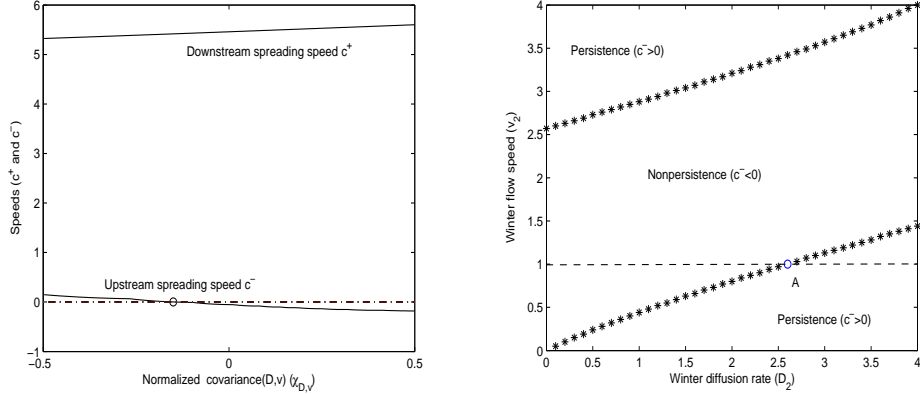 6
5
4
3
2
1
0
−1
−0.5
0
0.5
Speeds (c⁺ and c⁻)
Downstream spreading speed c⁺
Upstream spreading speed c⁻
Normalized covariance(D,v) (χ_{D,v})
4
3.5
3
2.5
2
1.5
1
0.5
0
Winter flow speed (v₂)
Persistence (c⁻>0)
Nonpersistence (c⁻<0)
A
Persistence (c⁻>0)
0
0.5
1
1.5
2
2.5
3
3.5
4
Winter diffusion rate (D₂)